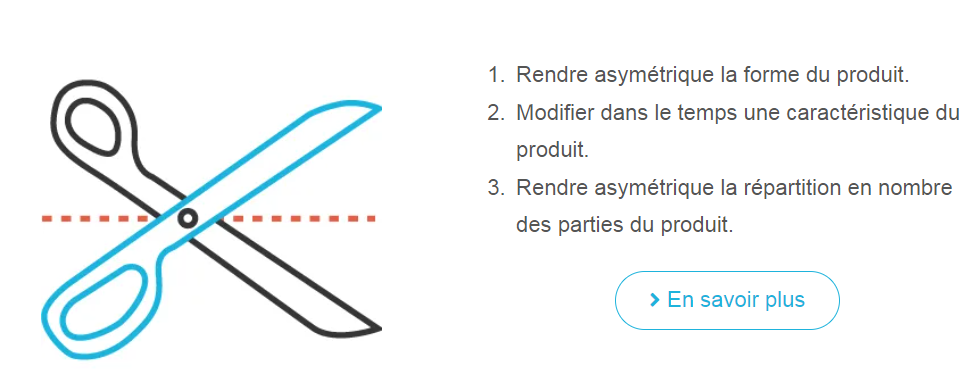 1. Rendre asymétrique la forme du produit.
2. Modifier dans le temps une caractéristique du
produit.
3. Rendre asymétrique la répartition en nombre
des parties du produit.
> En savoir plus